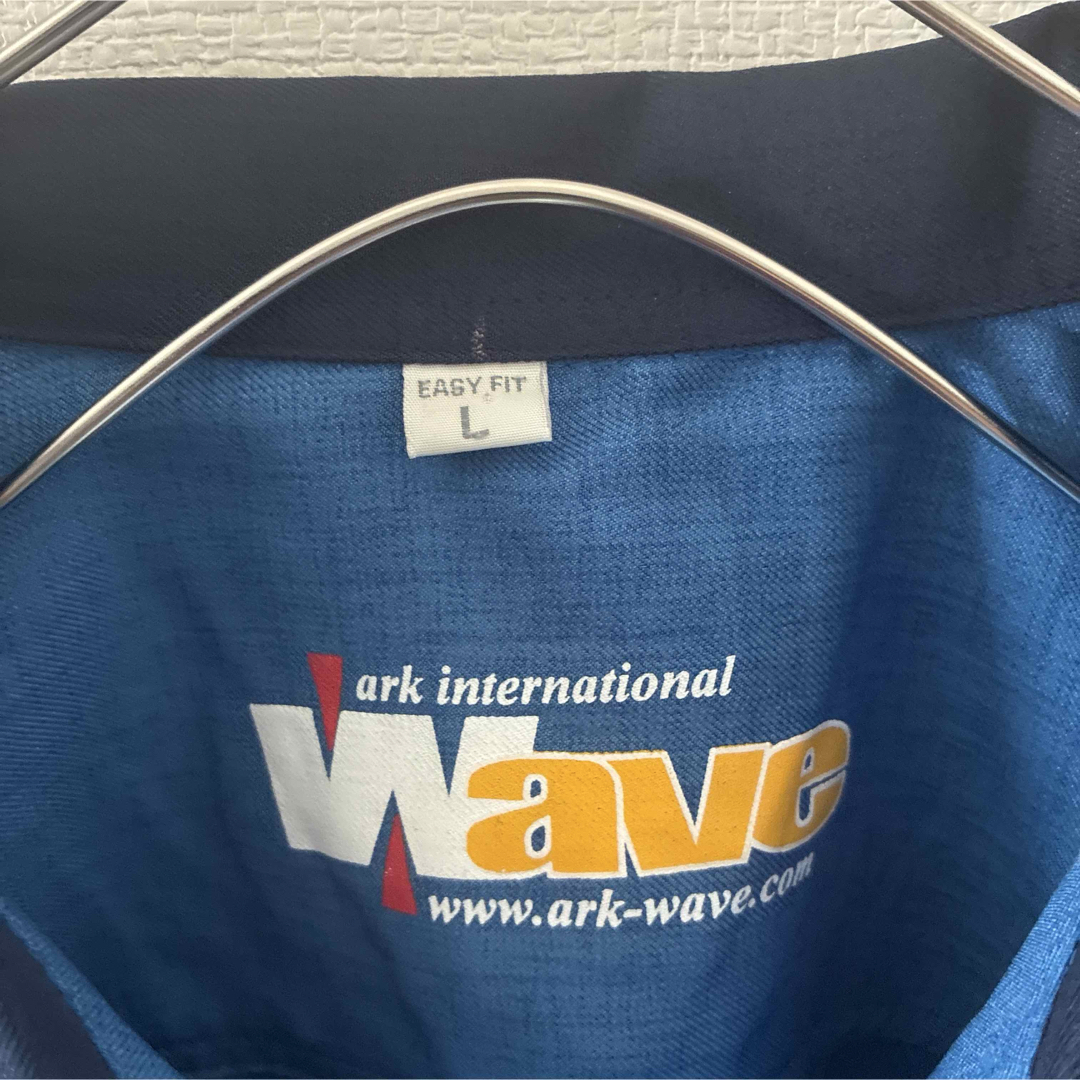 EASY FIT
L
ark international
Wave
www.ark-wave.com